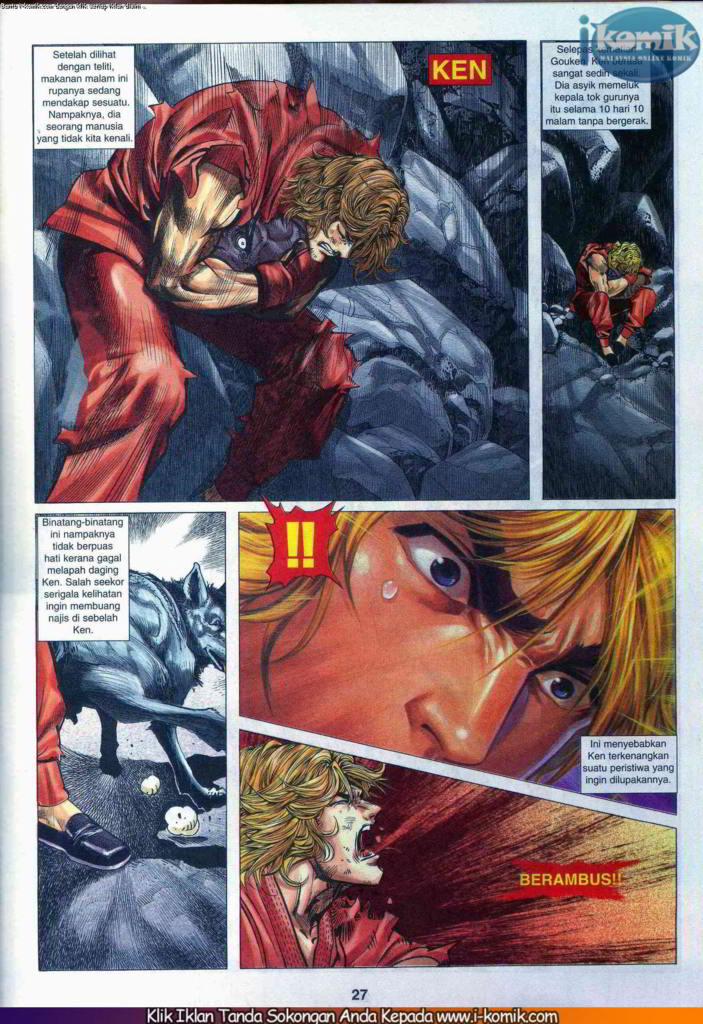 ikomik
MALAYSIA ONLINE KOMIK
Setelah dilihat
dengan teliti,
makanan malam ini
rupanya sedang
mendakap sesuatu.
Nampaknya, dia
seorang manusia
yang tidak kita kenali.
KEN
Selepas
Gouken, Ken
sangat sedih sekali.
Dia asyik memeluk
kepala tok gurunya
itu selama 10 hari 10
malam tanpa bergerak.
Binatang-binatang
ini nampaknya
tidak berpuas
hati kerana gagal
melapah daging
Ken. Salah seekor
serigala kelihatan
ingin membuang
najis di sebelah
Ken.
!!
Ini menyebabkan
Ken terkenangkan
suatu peristiwa yang
ingin dilupakannya.
BERAMBUS!!
27
Klik Iklan Tanda Sokongan Anda Kepada www.i-komik.com